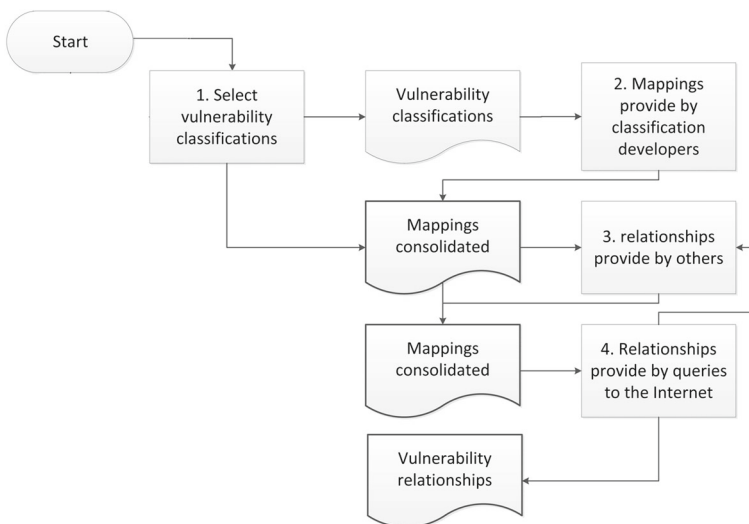 Start
1. Select
vulnerability
classifications
Vulnerability
classifications
2. Mappings
provide by
classification
developers
Mappings
consolidated
3. relationships
provide by others
Mappings
consolidated
4. Relationships
provide by queries
to the Internet
Vulnerability
relationships